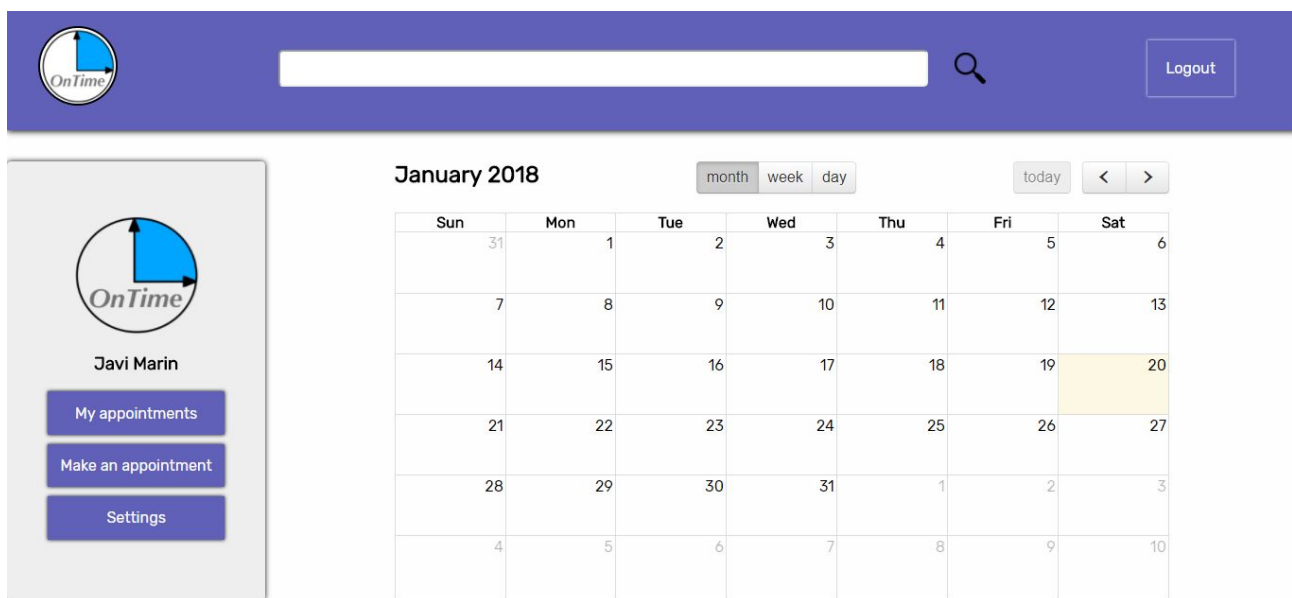 OnTime
Logout
January 2018
month week day
today
OnTime
Javi Marin
My appointments
Make an appointment
Settings
Sun Mon Tue Wed Thu Fri Sat
31 1 2 3 4 5 6
7 8 9 10 11 12 13
14 15 16 17 18 19 20
21 22 23 24 25 26 27
28 29 30 31 1 2 3
4 5 6 7 8 9 10